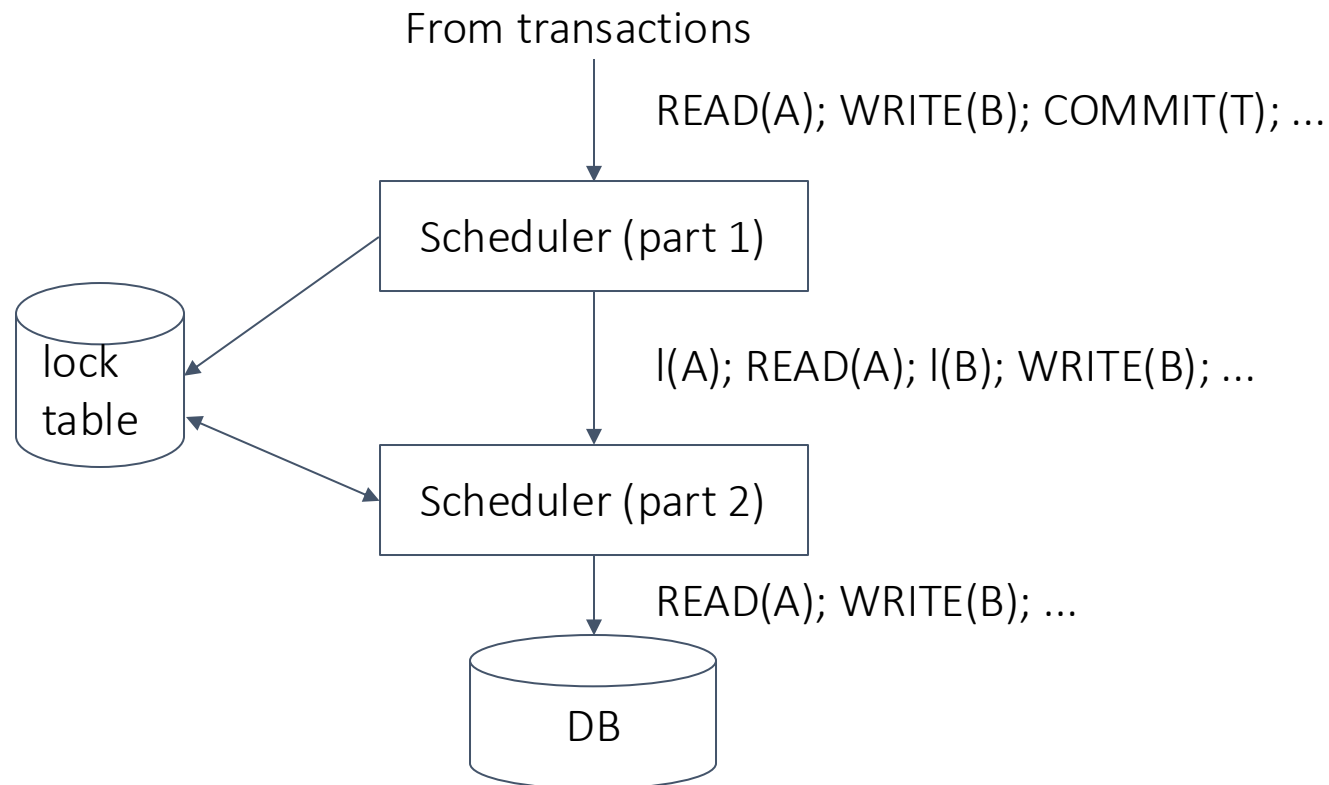 From transactions
READ(A); WRITE(B); COMMIT(T); ...
Scheduler (part 1)
lock
table
l(A); READ(A); l(B); WRITE(B); ...
Scheduler (part 2)
READ(A); WRITE(B); ...
DB